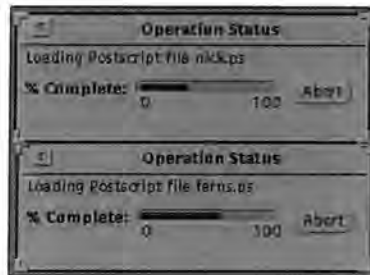 Operation Status
Loading Postscript file nick.ps
% Complete:
0 100
Abort
Operation Status
Loading Postscript file ferns.ps
% Complete:
0 100
Abort